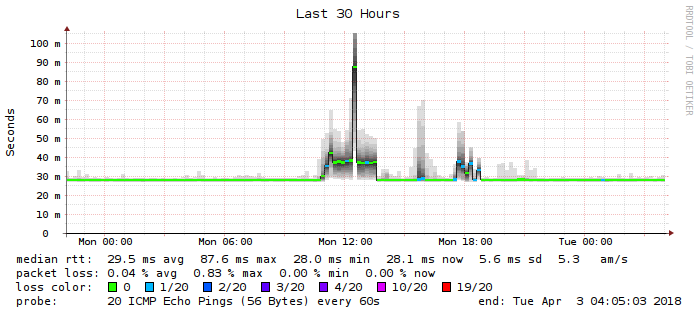 Last 30 Hours
RRDTOOL / TOBI OETIKER
Seconds
100 m
90 m
80 m
70 m
60 m
50 m
40 m
30 m
20 m
10 m
0
Mon 00:00 Mon 06:00 Mon 12:00 Mon 18:00 Tue 00:00
median rtt: 29.5 ms avg 87.6 ms max 28.0 ms min 28.1 ms now 5.6 ms sd 5.3 am/s
packet loss: 0.04 % avg 0.83 % max 0.00 % min 0.00 % now
loss color: 0 1/20 2/20 3/20 4/20 10/20 19/20
probe: 20 ICMP Echo Pings (56 Bytes) every 60s end: Tue Apr 3 04:05:03 2018